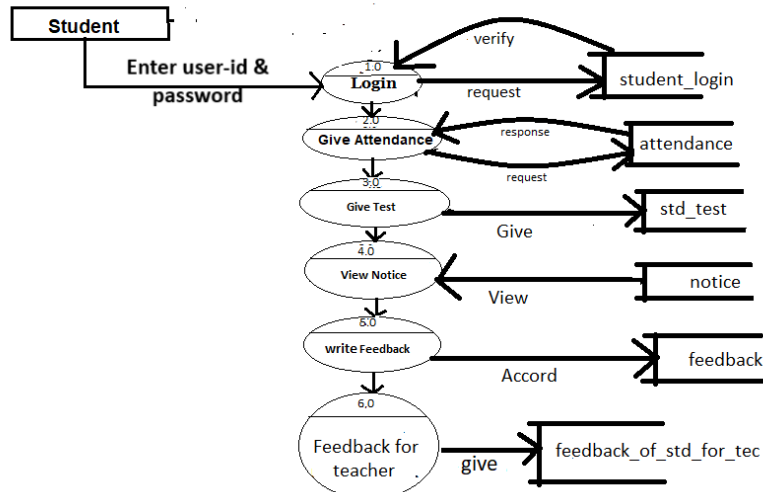 Student
verify
Enter user-id &
password
1.0
Login
request
student_login
2.0
Give Attendance
response
request
attendance
3.0
Give Test
Give
std_test
4.0
View Notice
View
notice
5.0
write Feedback
Accord
feedback
6,0
Feedback for
teacher
give
feedback_of_std_for_tec